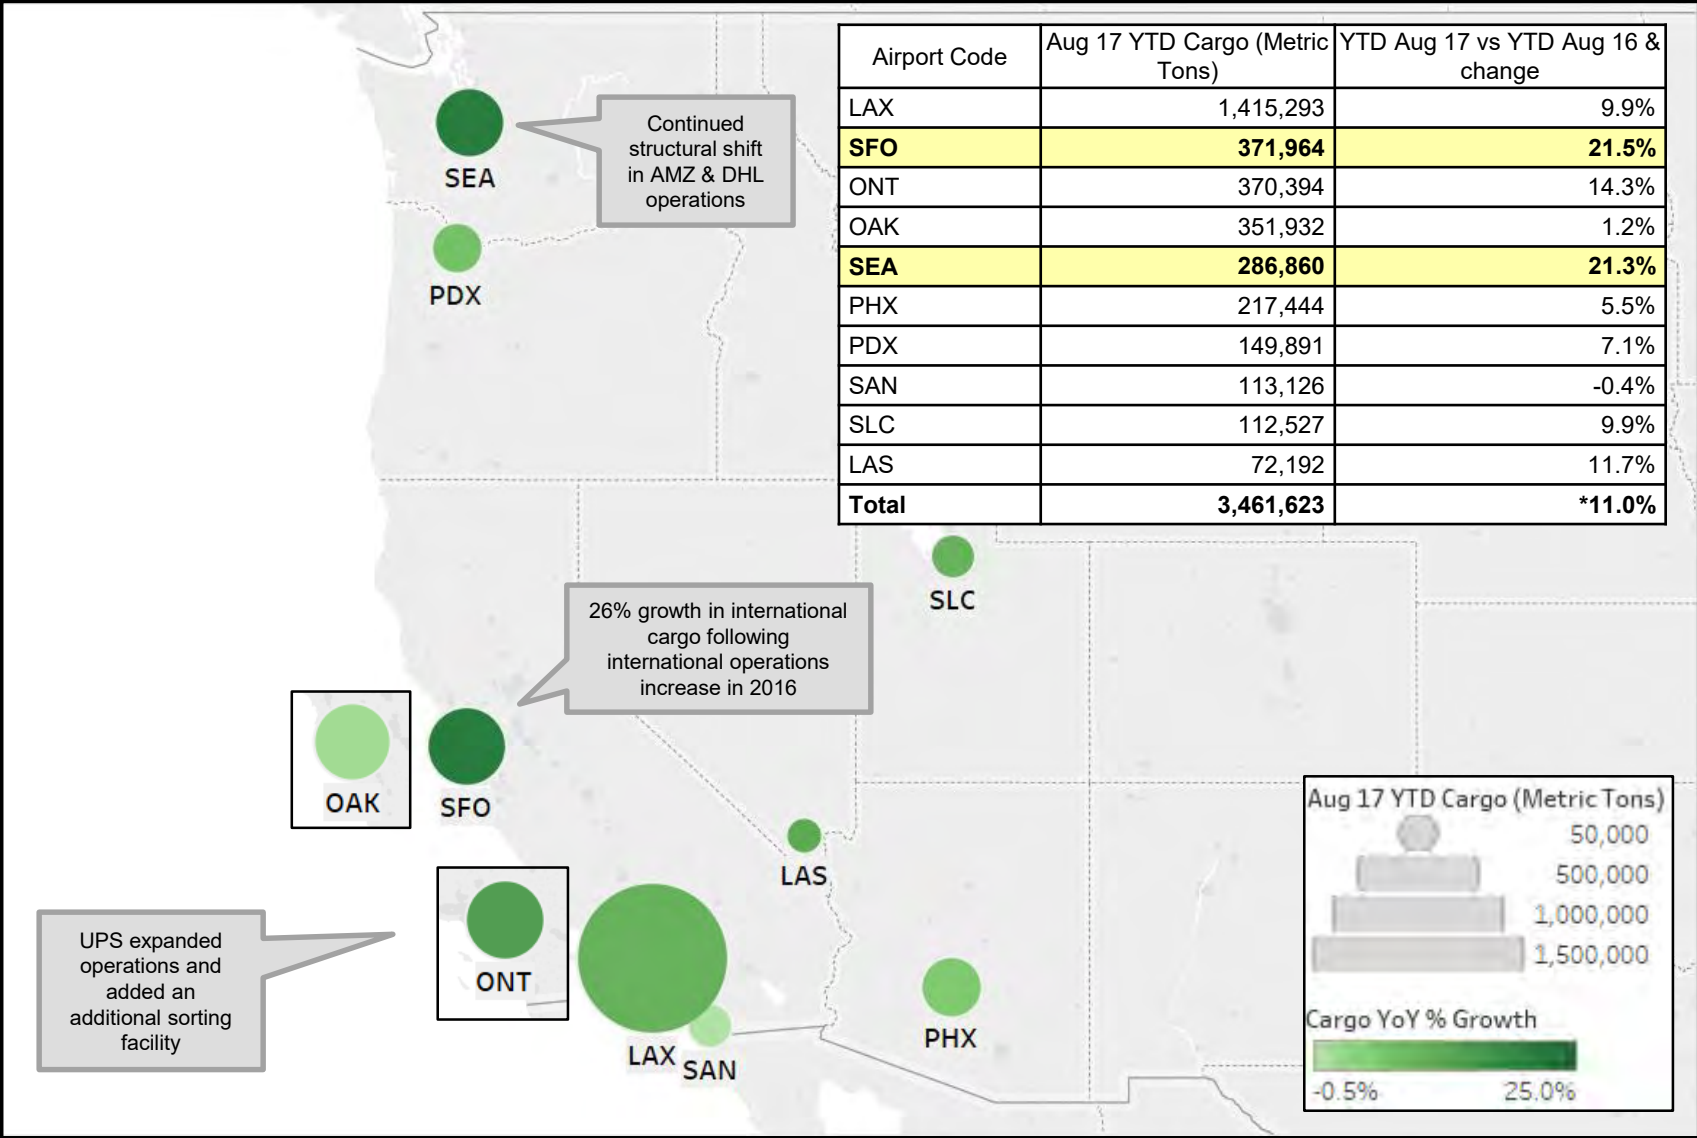 Airport Code
Aug 17 YTD Cargo (Metric
Tons)
YTD Aug 17 vs YTD Aug 16 &
change
LAX 1,415,293 9.9%
SFO 371,964 21.5%
ONT 370,394 14.3%
OAK 351,932 1.2%
SEA 286,860 21.3%
PHX 217,444 5.5%
PDX 149,891 7.1%
SAN 113,126 -0.4%
SLC 112,527 9.9%
LAS 72,192 11.7%
Total 3,461,623 *11.0%
Continued
structural shift
in AMZ & DHL
operations
SEA
PDX
SLC
26% growth in international
cargo following
international operations
increase in 2016
OAK
SFO
LAS
UPS expanded
operations and
added an
additional sorting
facility
ONT
LAX
SAN
PHX
Aug 17 YTD Cargo (Metric Tons)
50,000
500,000
1,000,000
1,500,000
Cargo YoY % Growth
-0.5% 25.0%